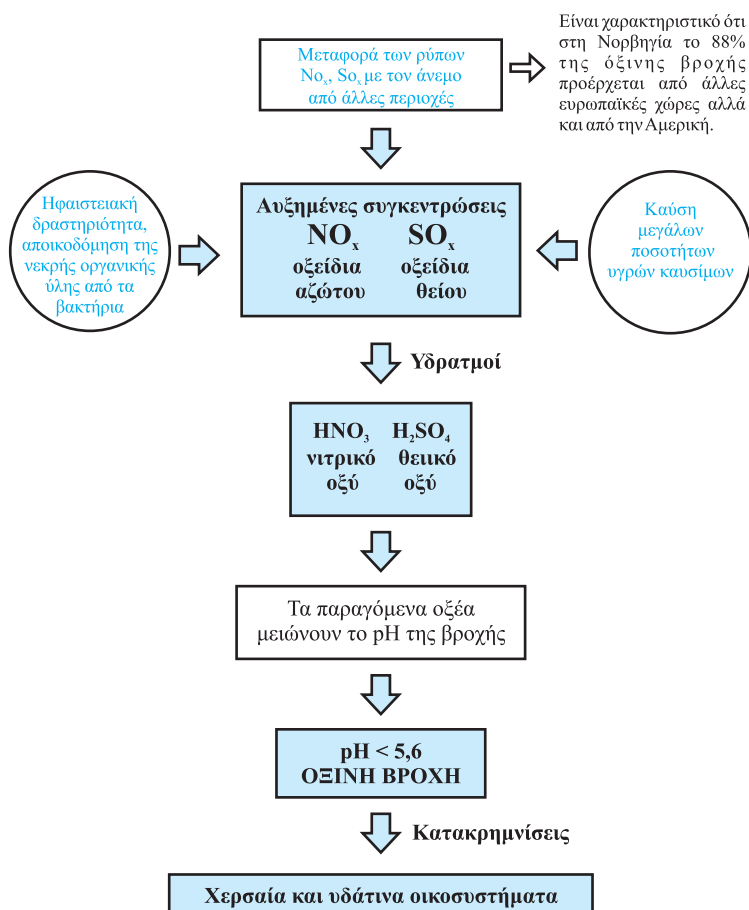 Μεταφορά των ρύπων
Noₓ, Soₓ με τον άνεμο
από άλλες περιοχές
Είναι χαρακτηριστικό ότι
στη Νορβηγία το 88%
της όξινης βροχής
προέρχεται από άλλες
ευρωπαϊκές χώρες αλλά
και από την Αμερική.
Ηφαιστειακή
δραστηριότητα,
αποικοδόμηση της
νεκρής οργανικής
ύλης από τα
βακτήρια
Αυξημένες συγκεντρώσεις
NOₓ SOₓ
οξείδια οξείδια
αζώτου θείου
Καύση
μεγάλων
ποσοτήτων
υγρών καυσίμων
Υδρατμοί
HNO₃ H₂SO₄
νιτρικό θειικό
οξύ οξύ
Τα παραγόμενα οξέα
μειώνουν το pH της βροχής
pH < 5,6
ΟΞΙΝΗ ΒΡΟΧΗ
Κατακρημνίσεις
Χερσαία και υδάτινα οικοσυστήματα